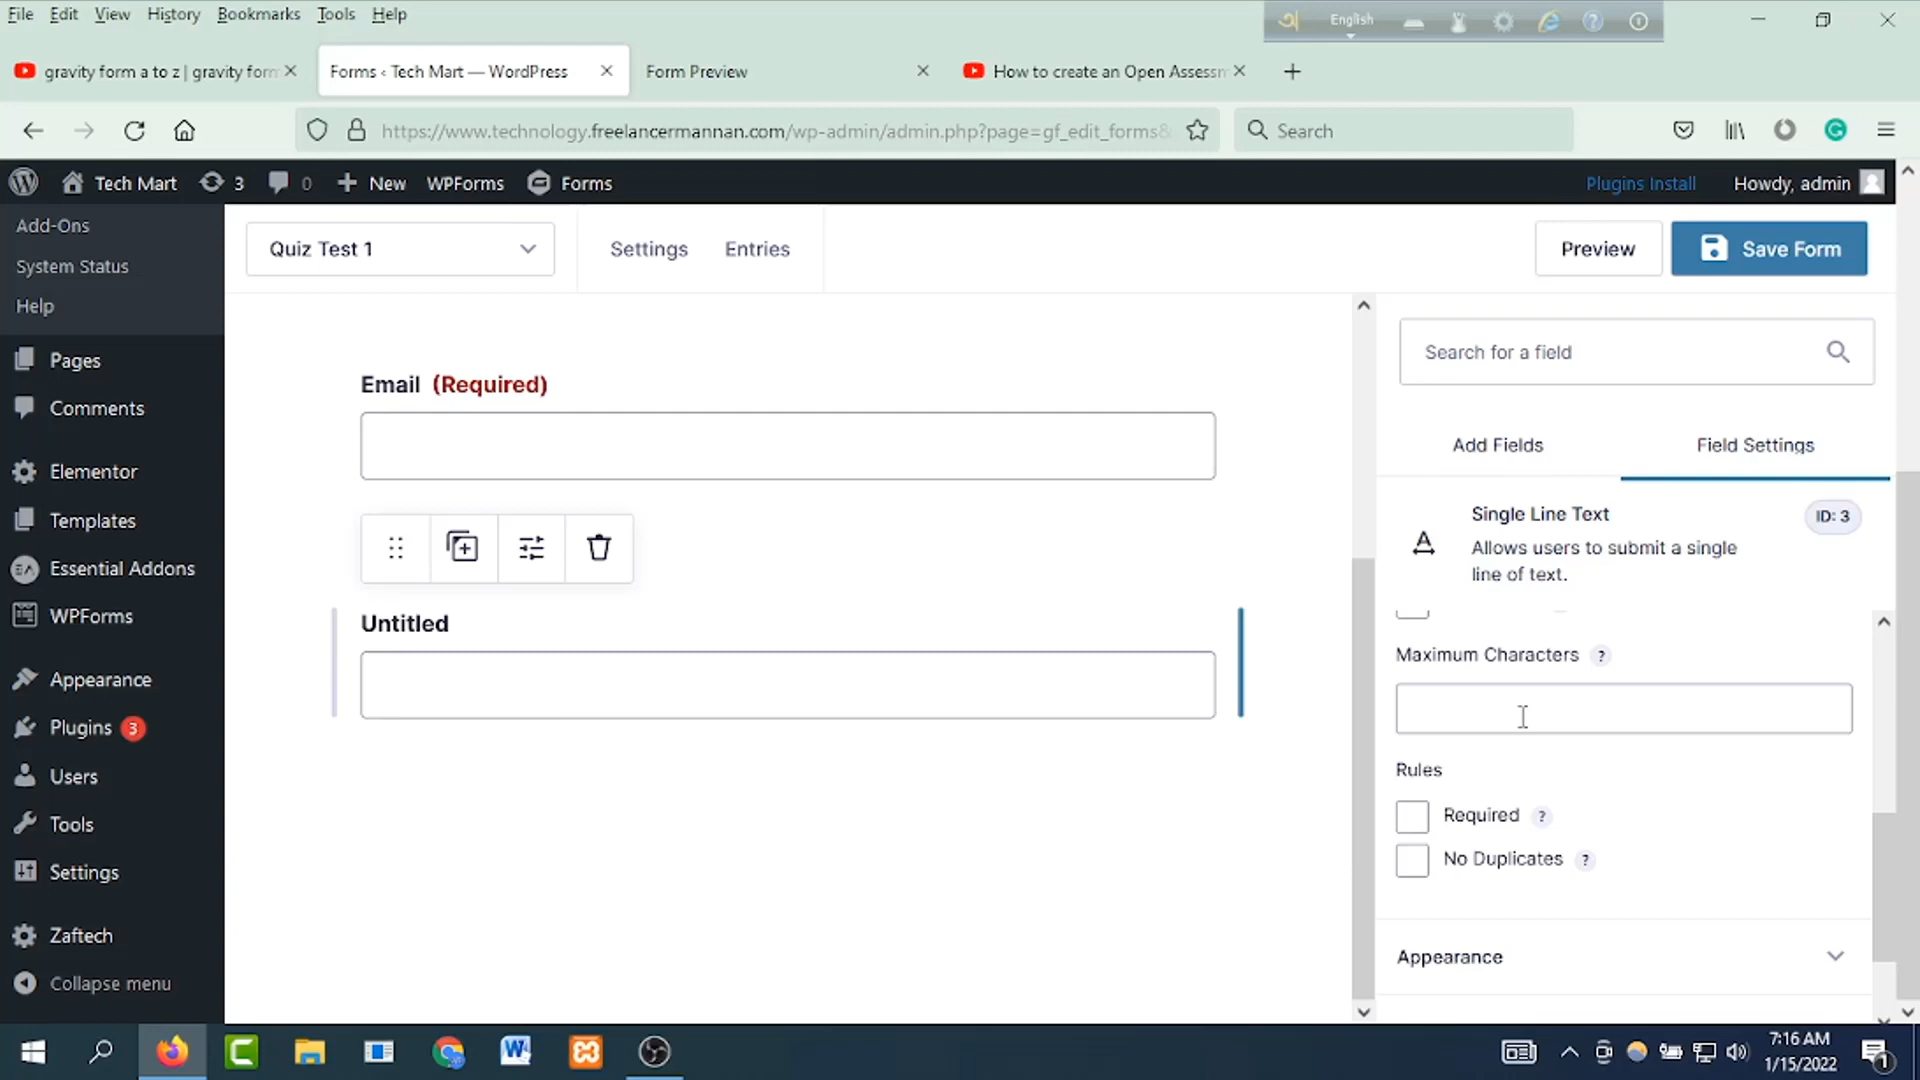 File Edit View History Bookmarks Tools Help
English
gravity form a to z | gravity form
Forms ‹ Tech Mart — WordPress
Form Preview
How to create an Open Assessm
https://www.technology.freelancermannan.com/wp-admin/admin.php?page=gf_edit_forms&
Search
Tech Mart 3 0 New WPForms Forms
Plugins Install Howdy, admin
Add-Ons
System Status
Help
Pages
Comments
Elementor
Templates
Essential Addons
WPForms
Appearance
Plugins 3
Users
Tools
Settings
Zaftech
Collapse menu
Quiz Test 1
Settings Entries
Preview Save Form
Email (Required)
Untitled
Search for a field
Add Fields Field Settings
Single Line Text ID: 3
Allows users to submit a single
line of text.
Maximum Characters ?
Rules
Required ?
No Duplicates ?
Appearance
7:16 AM
1/15/2022
1